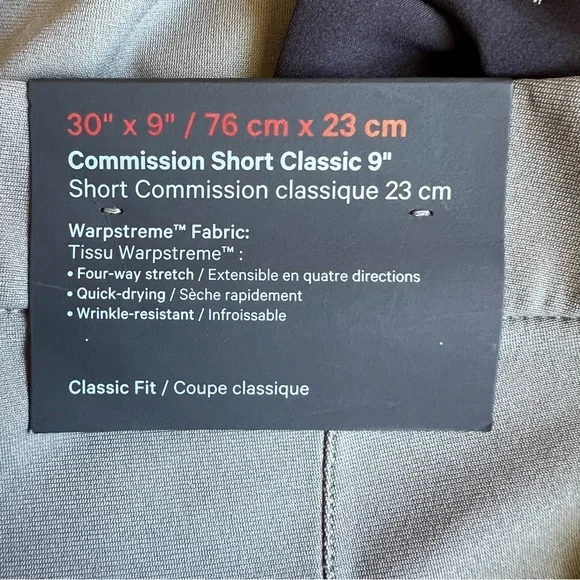 30" x 9" / 76 cm x 23 cm
Commission Short Classic 9"
Short Commission classique 23 cm
Warpstreme™ Fabric:
Tissu Warpstreme™ :
• Four-way stretch / Extensible en quatre directions
• Quick-drying / Sèche rapidement
• Wrinkle-resistant / Infroissable
Classic Fit / Coupe classique